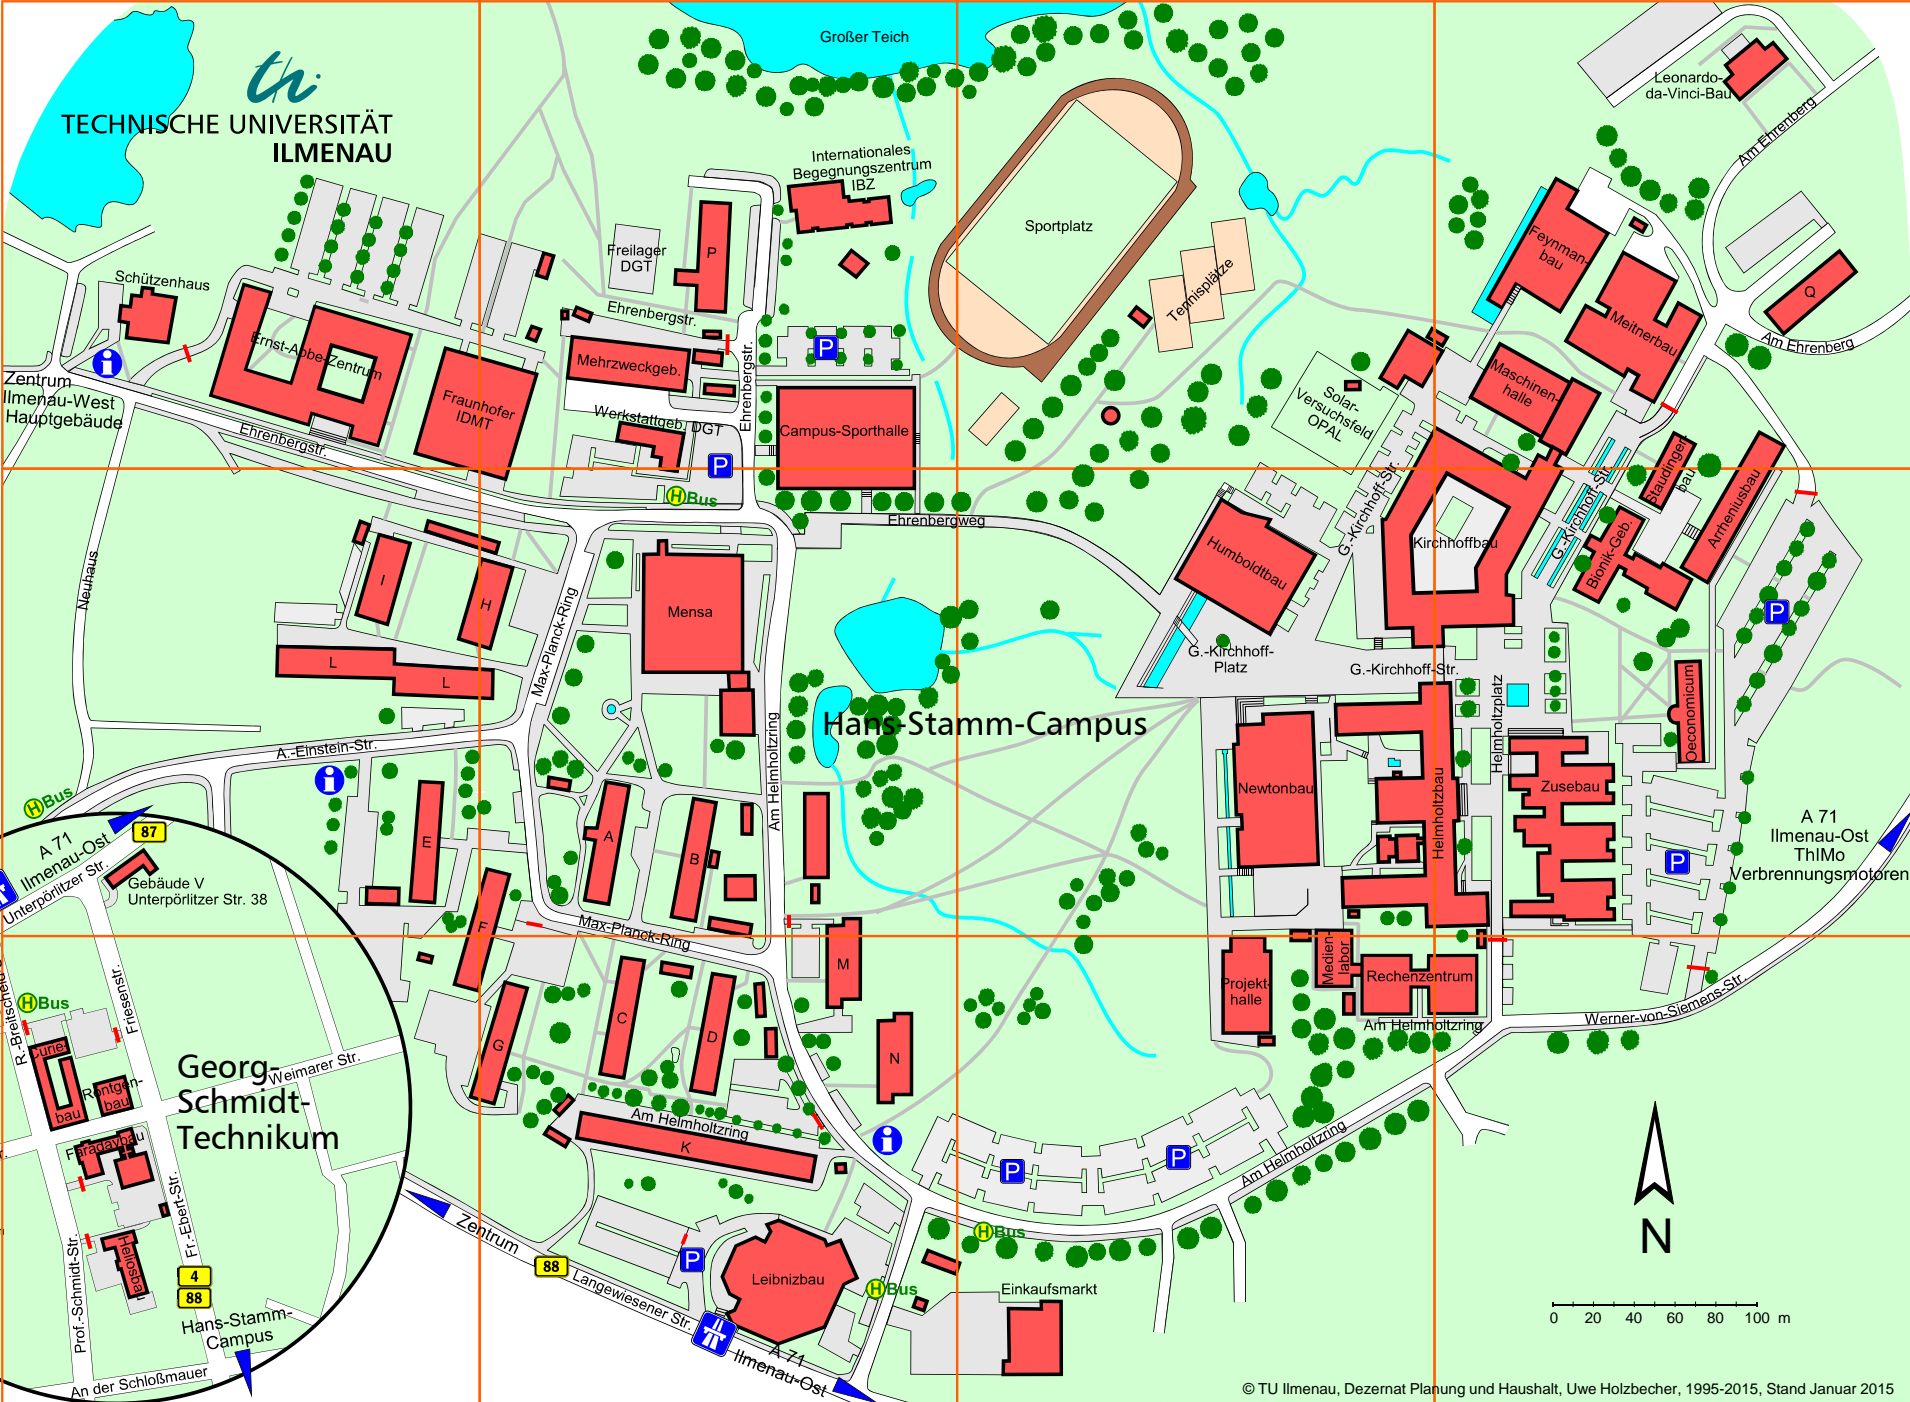 Großer Teich
TECHNISCHE UNIVERSITÄT
ILMENAU
Leonardo-
da-Vinci-Bau
Am Ehrenberg
Internationales
Begegnungszentrum
IBZ
Sportplatz
Feynman-
bau
Freilager
DGT
P
Schützenhaus
Tennisplätze
Q
Ehrenbergstr.
Meitnerbau
Am Ehrenberg
Ernst-Abbe-Zentrum
Mehrzweckgeb.
P
Ehrenbergstr.
Zentrum
Ilmenau-West
Hauptgebäude
Fraunhofer
IDMT
Maschinen-
halle
Solar-
Versuchsfeld
OPAL
Werkstattgeb. DGT
Campus-Sporthalle
Ehrenbergstr.
P
Staudinger-
bau
Arrheniusbau
G.-Kirchhoff-Str.
G.-Kirchhoff-Str.
H Bus
Ehrenbergweg
Kirchhoffbau
Humboldtbau
Bionik-Geb.
Neuhaus
I
H
Mensa
Max-Planck-Ring
P
L
L
G.-Kirchhoff-
Platz
G.-Kirchhoff-Str.
Oeconomicum
Helmholtzplatz
Hans-Stamm-Campus
A.-Einstein-Str.
Am Helmholtzring
Newtonbau
Helmholtzbau
Zusebau
H Bus
A 71
Ilmenau-Ost
ThIMo
Verbrennungsmotoren
87
A 71
Ilmenau-Ost
Unterpörlitzer Str.
E
A
B
P
Gebäude V
Unterpörlitzer Str. 38
F
Max-Planck-Ring
M
Medien-
labor
Rechenzentrum
Projekt-
halle
R.-Breitscheid-
Friesenstr.
H Bus
C
D
G
N
Am Helmholtzring
Werner-von-Siemens-Str.
Curie-
bau
Röntgen-
bau
Georg-
Schmidt-
Technikum
Weimarer Str.
Faradaybau
Am Helmholtzring
K
P
P
Am Helmholtzring
Fr.-Ebert-Str.
Prof.-Schmidt-Str.
Heliosbau
Zentrum
88
Langewiesener Str.
P
Leibnizbau
H Bus
H Bus
Einkaufsmarkt
N
4
88
Hans-Stamm-
Campus
An der Schloßmauer
A 71
Ilmenau-Ost
0 20 40 60 80 100 m
© TU Ilmenau, Dezernat Planung und Haushalt, Uwe Holzbecher, 1995-2015, Stand Januar 2015